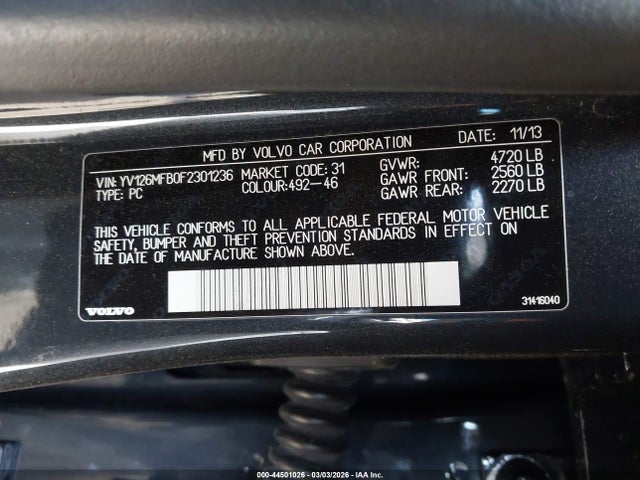 MFD BY VOLVO CAR CORPORATION DATE: 11/13
VIN: YV126MFB0F2301236 MARKET CODE: 31 GVWR: 4720 LB
TYPE: PC COLOUR: 492-46 GAWR FRONT: 2560 LB
GAWR REAR: 2270 LB
THIS VEHICLE CONFORMS TO ALL APPLICABLE FEDERAL MOTOR VEHICLE
SAFETY, BUMPER AND THEFT PREVENTION STANDARDS IN EFFECT ON
THE DATE OF MANUFACTURE SHOWN ABOVE.
VOLVO 31416040
000-44501026 - 03/03/2026 - IAA Inc.